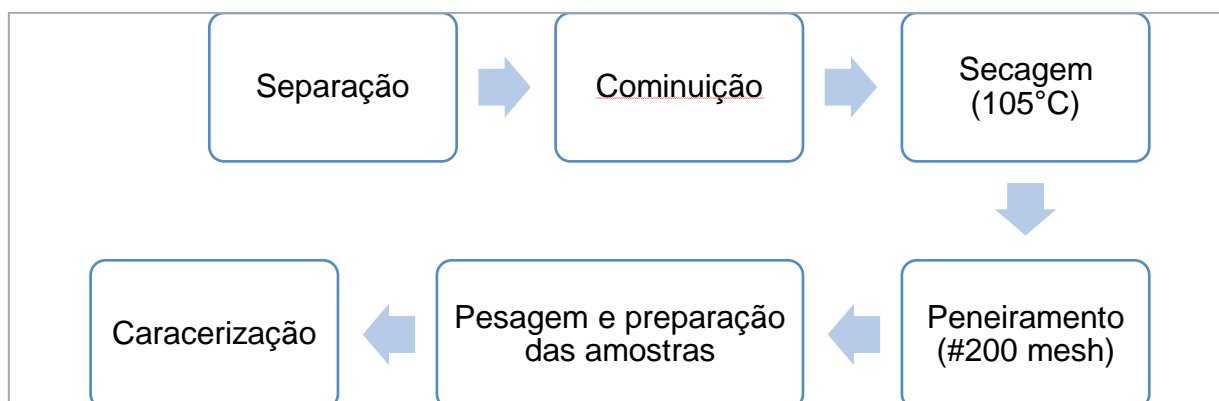 Separação
Cominuição
Secagem
(105°C)
Peneiramento
(#200 mesh)
Pesagem e preparação
das amostras
Caracerização